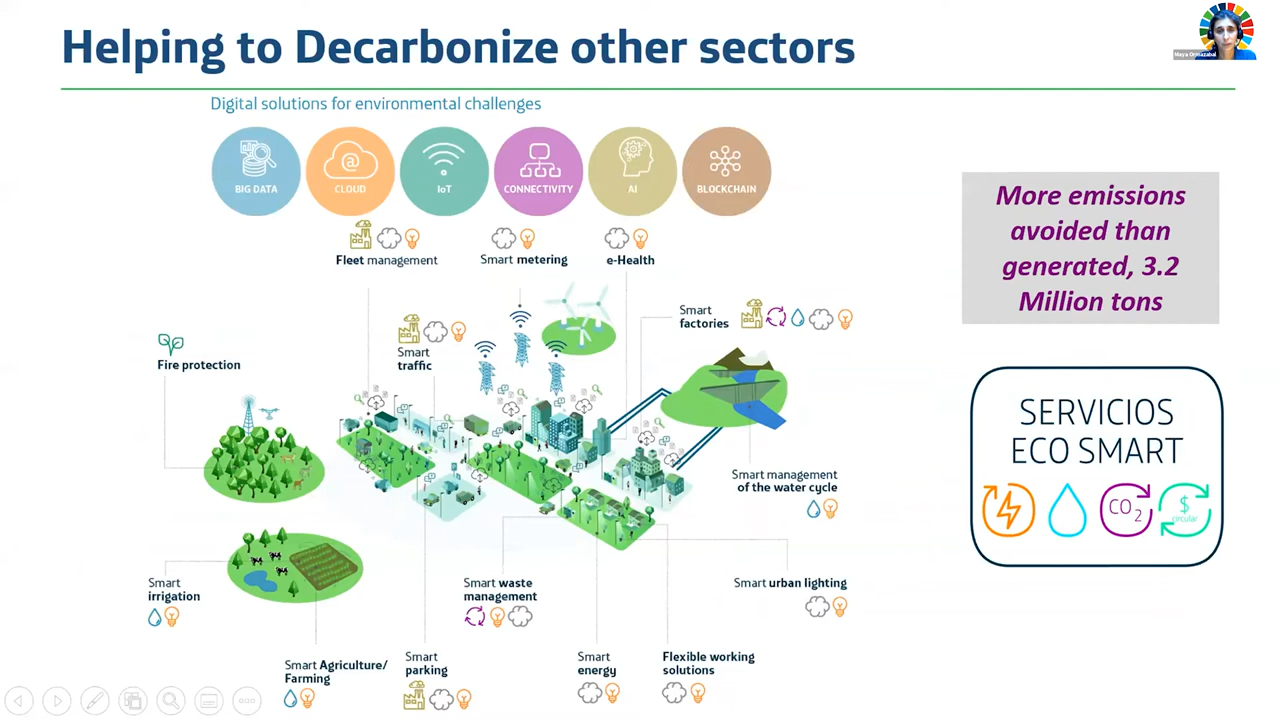 Helping to Decarbonize other sectors
Maya Ormazabal
Digital solutions for environmental challenges
BIG DATA
CLOUD
IoT
CONNECTIVITY
AI
BLOCKCHAIN
Fleet management
Smart metering
e-Health
Smart
factories
Smart
traffic
Fire protection
More emissions
avoided than
generated, 3.2
Million tons
SERVICIOS
ECO SMART
CO2
$
circular
Smart management
of the water cycle
Smart
irrigation
Smart waste
management
Smart urban lighting
Smart Agriculture/
Farming
Smart
parking
Smart
energy
Flexible working
solutions